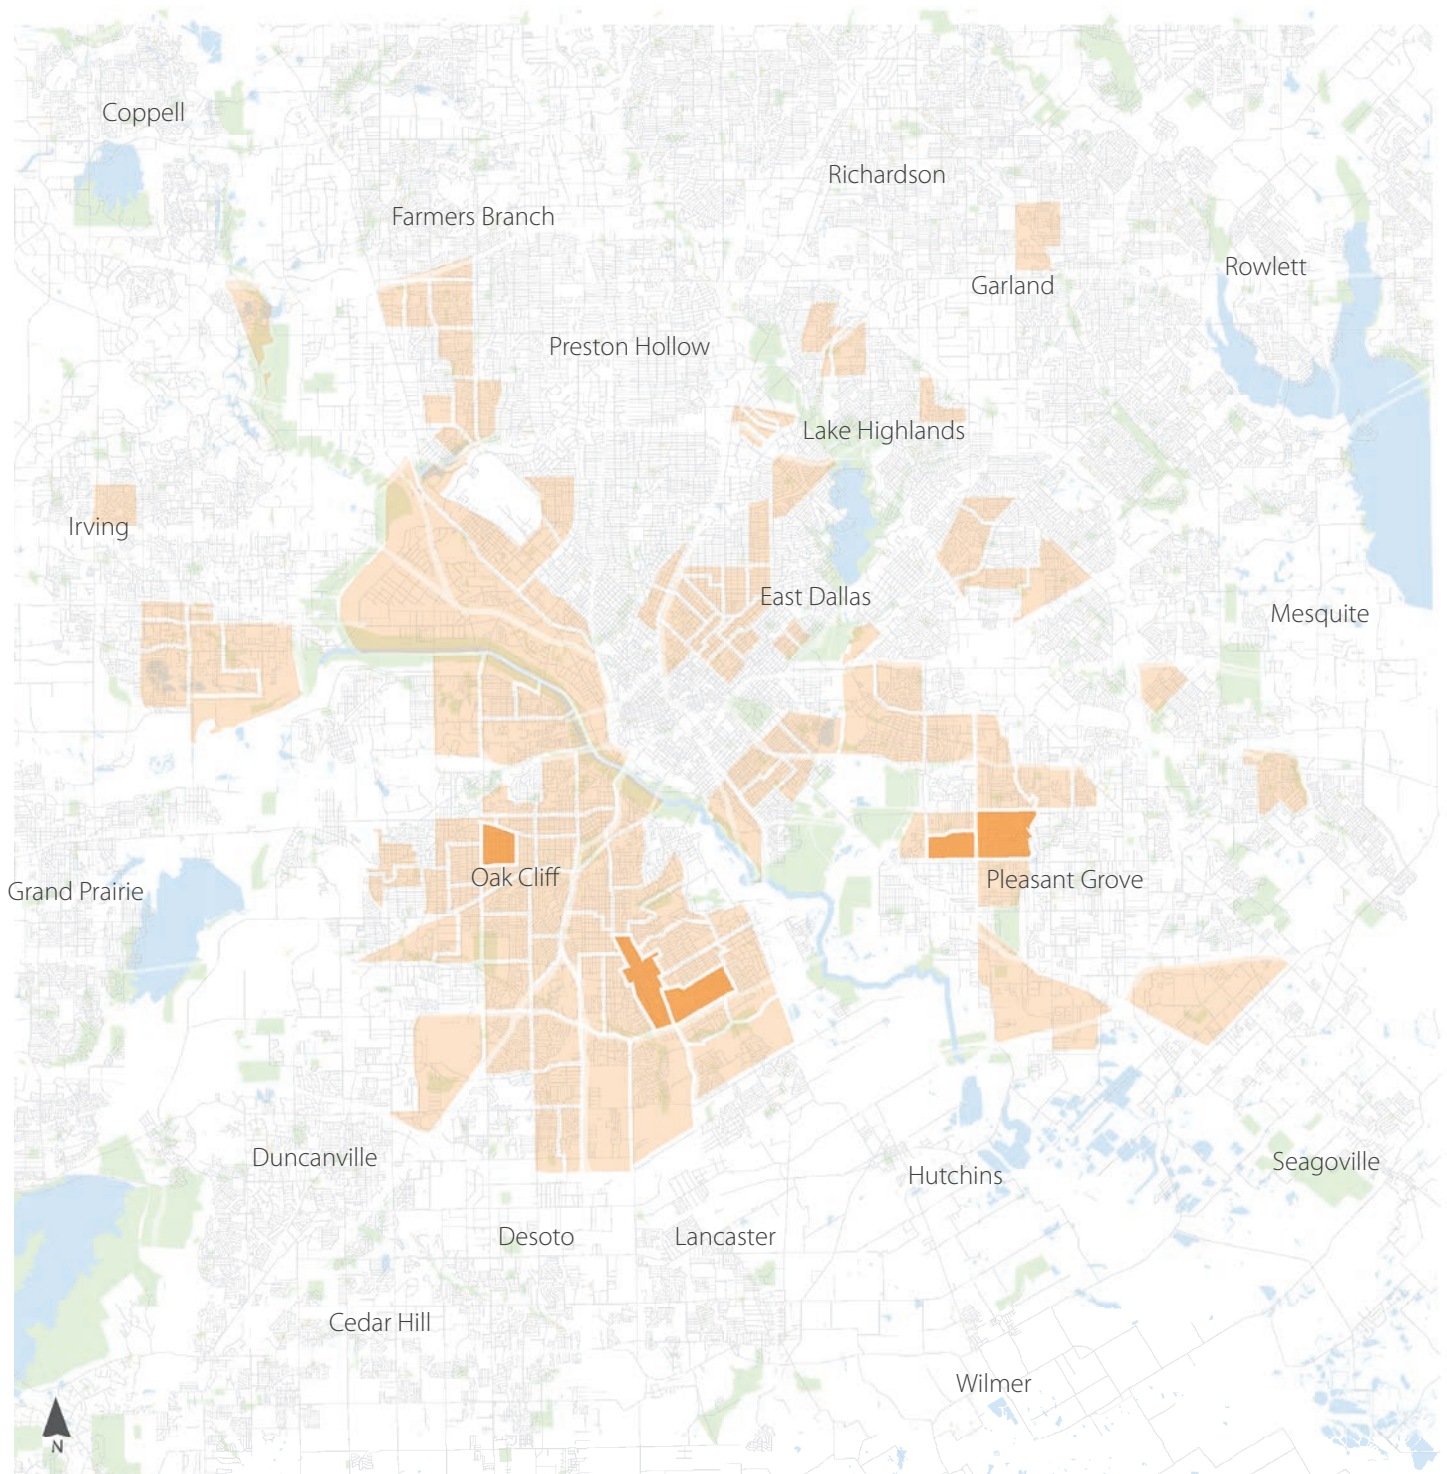 Coppell
Richardson
Farmers Branch
Rowlett
Garland
Preston Hollow
Lake Highlands
Irving
East Dallas
Mesquite
Oak Cliff
Pleasant Grove
Grand Prairie
Duncanville
Seagoville
Hutchins
Desoto
Lancaster
Cedar Hill
Wilmer
N